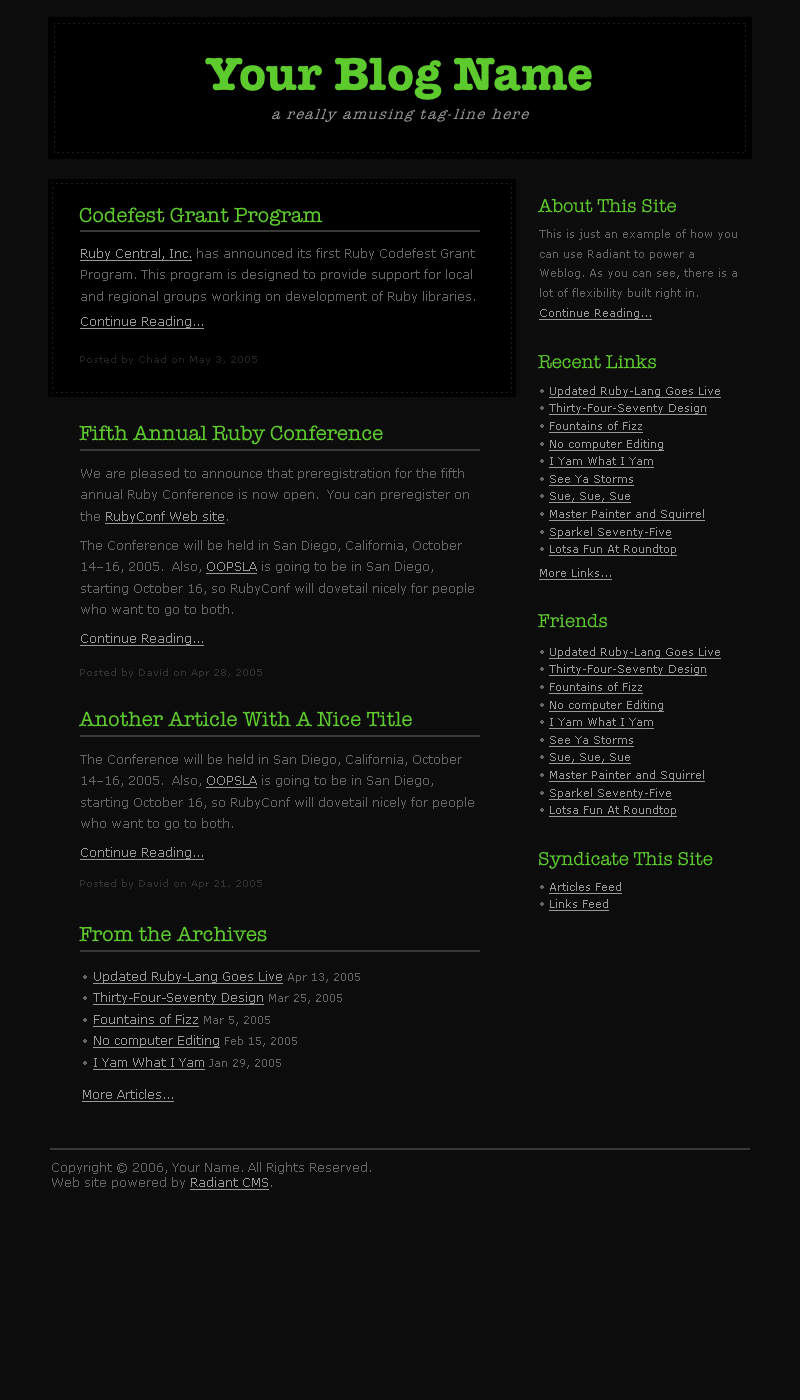 Your Blog Name
a really amusing tag-line here
Codefest Grant Program
Ruby Central, Inc. has announced its first Ruby Codefest Grant
Program. This program is designed to provide support for local
and regional groups working on development of Ruby libraries.
Continue Reading...
Posted by Chad on May 3, 2005
Fifth Annual Ruby Conference
We are pleased to announce that preregistration for the fifth
annual Ruby Conference is now open.  You can preregister on
the RubyConf Web site.
The Conference will be held in San Diego, California, October
14–16, 2005.  Also, OOPSLA is going to be in San Diego,
starting October 16, so RubyConf will dovetail nicely for people
who want to go to both.
Continue Reading...
Posted by David on Apr 28, 2005
Another Article With A Nice Title
The Conference will be held in San Diego, California, October
14–16, 2005.  Also, OOPSLA is going to be in San Diego,
starting October 16, so RubyConf will dovetail nicely for people
who want to go to both.
Continue Reading...
Posted by David on Apr 21, 2005
From the Archives
• Updated Ruby-Lang Goes Live Apr 13, 2005
• Thirty-Four-Seventy Design Mar 25, 2005
• Fountains of Fizz Mar 5, 2005
• No computer Editing Feb 15, 2005
• I Yam What I Yam Jan 29, 2005
More Articles...
About This Site
This is just an example of how you
can use Radiant to power a
Weblog. As you can see, there is a
lot of flexibility built right in.
Continue Reading...
Recent Links
• Updated Ruby-Lang Goes Live
• Thirty-Four-Seventy Design
• Fountains of Fizz
• No computer Editing
• I Yam What I Yam
• See Ya Storms
• Sue, Sue, Sue
• Master Painter and Squirrel
• Sparkel Seventy-Five
• Lotsa Fun At Roundtop
More Links...
Friends
• Updated Ruby-Lang Goes Live
• Thirty-Four-Seventy Design
• Fountains of Fizz
• No computer Editing
• I Yam What I Yam
• See Ya Storms
• Sue, Sue, Sue
• Master Painter and Squirrel
• Sparkel Seventy-Five
• Lotsa Fun At Roundtop
Syndicate This Site
• Articles Feed
• Links Feed
Copyright © 2006, Your Name. All Rights Reserved.
Web site powered by Radiant CMS.